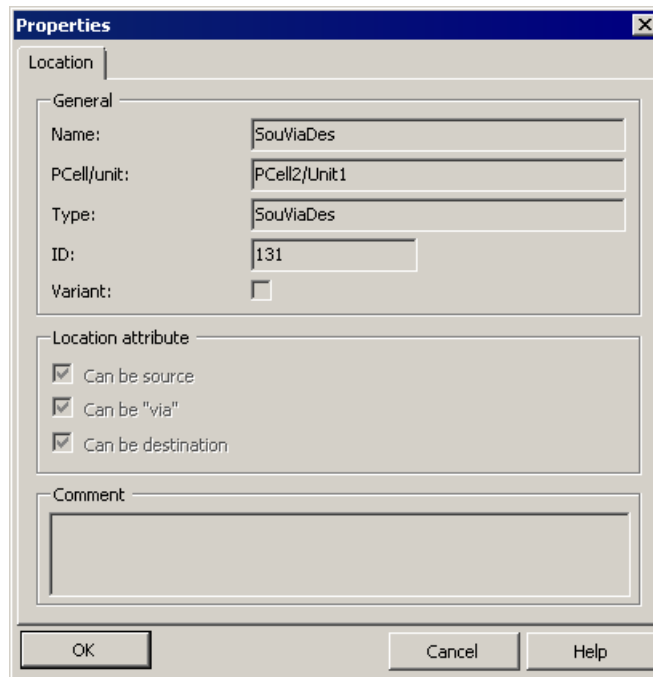 Properties
Location
General
Name: SouViaDes
PCell/unit: PCell2/Unit1
Type: SouViaDes
ID: 131
Variant:
Location attribute
Can be source
Can be "via"
Can be destination
Comment
OK Cancel Help